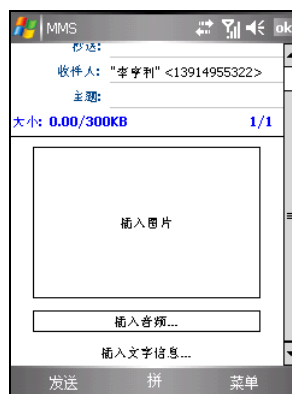 MMS ok
抄送:
收件人: "李亨利" <13914955322>
主题:
大小: 0.00/300KB 1/1
插入图片
插入音频...
插入文字信息...
发送 拼 菜单